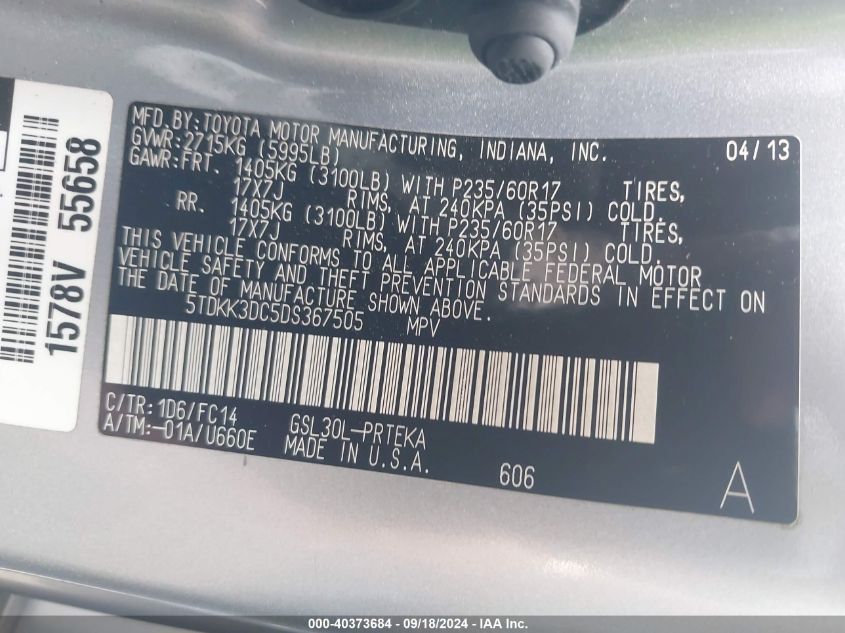 MFD.BY:TOYOTA MOTOR MANUFACTURING, INDIANA, INC. 04/13
GVWR:2715KG (5995LB)
GAWR:FRT. 1405KG (3100LB) WITH P235/60R17 TIRES,
17X7J RIMS, AT 240KPA (35PSI) COLD.
RR. 1405KG (3100LB) WITH P235/60R17 TIRES,
17X7J RIMS, AT 240KPA (35PSI) COLD.
THIS VEHICLE CONFORMS TO ALL APPLICABLE FEDERAL MOTOR
VEHICLE SAFETY AND THEFT PREVENTION STANDARDS IN EFFECT ON
THE DATE OF MANUFACTURE SHOWN ABOVE.
5TDKK3DC5DS367505 MPV
C/TR:1D6/FC14 GSL30L-PRTEKA
A/TM:-01A/U660E MADE IN U.S.A. 606
A
1578V 55658
000-40373684 - 09/18/2024 - IAA Inc.